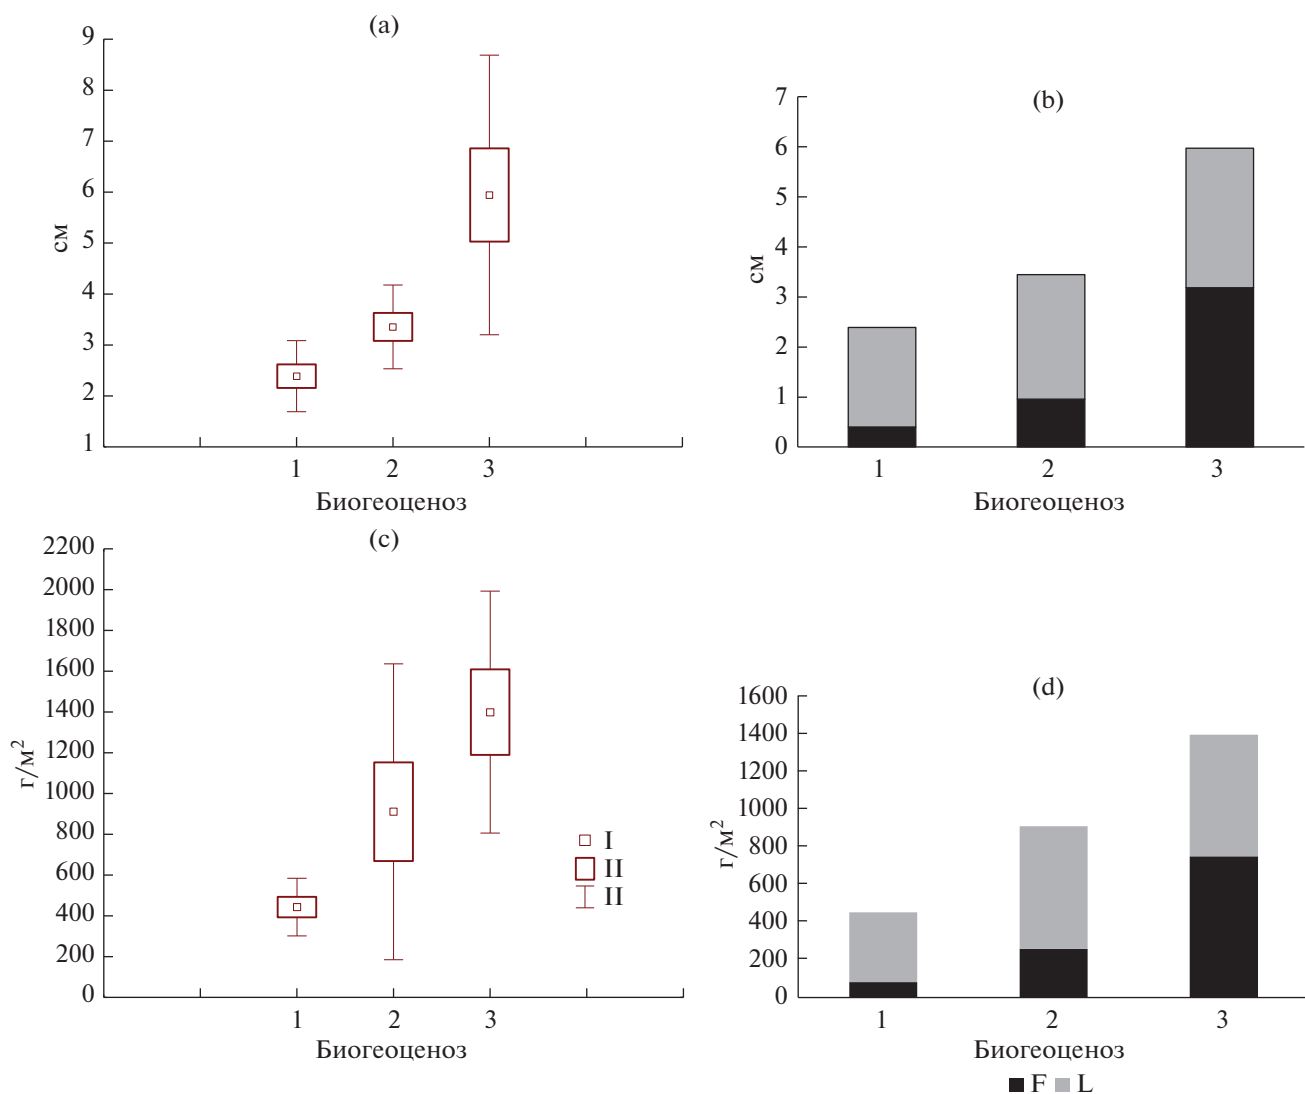 (a)
9
8
7
6
5
4
3
2
1
см
1 2 3
Биогеоценоз
(b)
7
6
5
4
3
2
1
0
см
1 2 3
Биогеоценоз
(c)
2200
2000
1800
1600
1400
1200
1000
800
600
400
200
0
г/м²
1 2 3
Биогеоценоз
I
II
II
(d)
1600
1400
1200
1000
800
600
400
200
0
г/м²
1 2 3
Биогеоценоз
F L